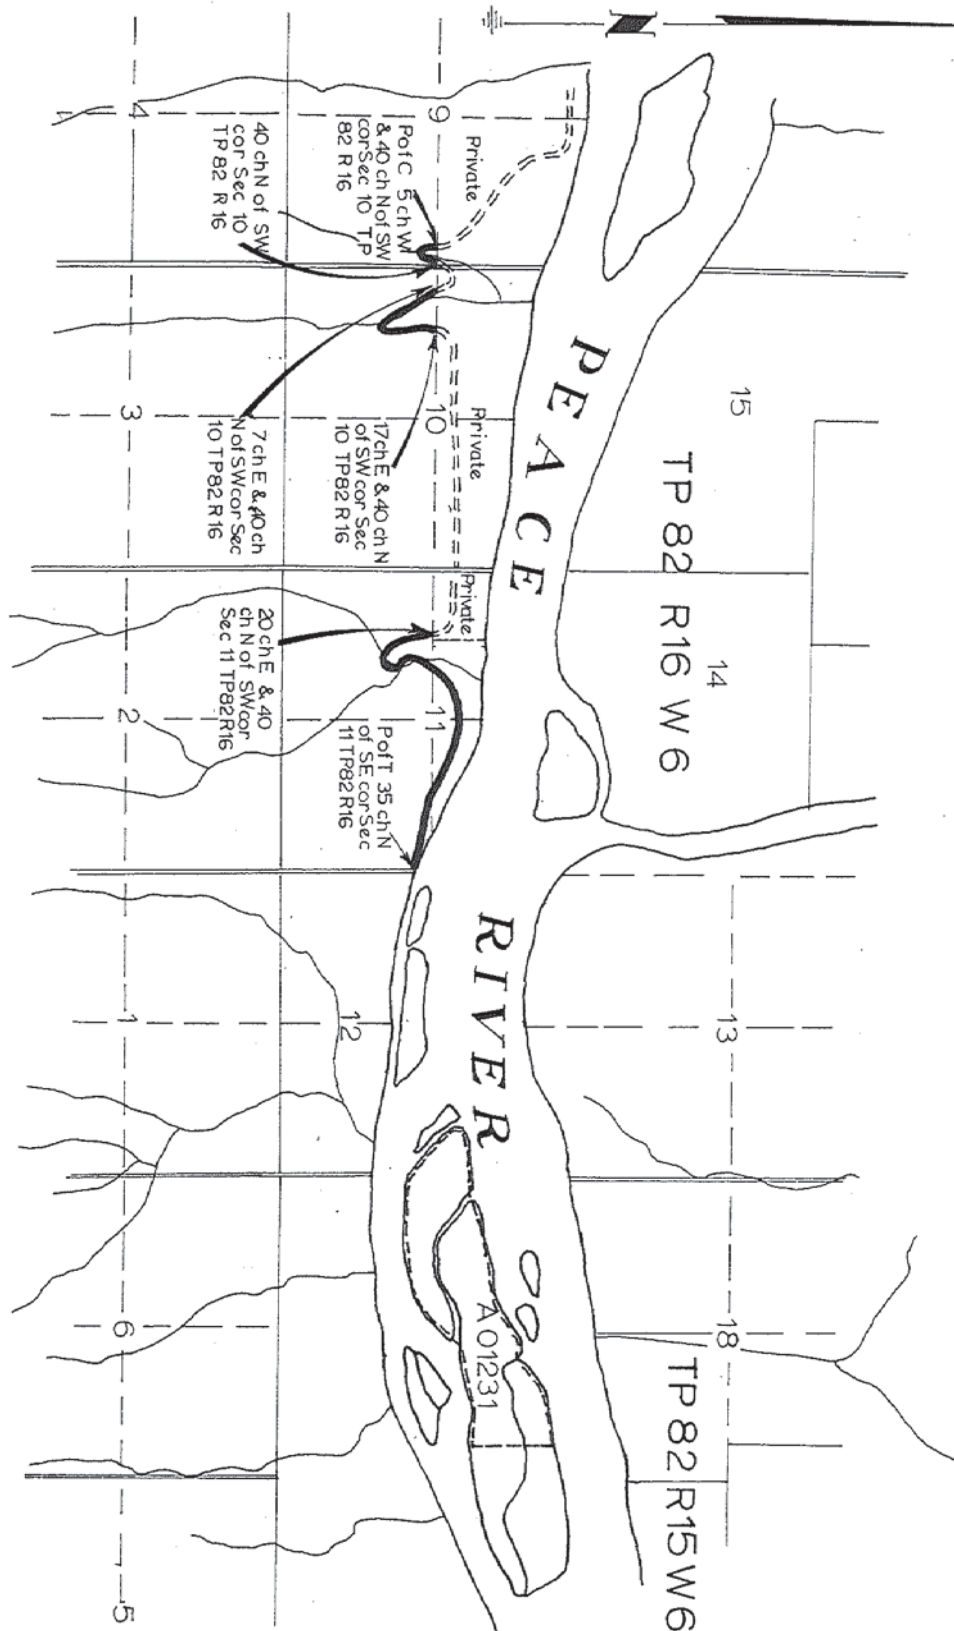 N
9
4
Private
P of C 5 ch W
& 40 ch N of SW
cor Sec 10 T.P
82 R 16
40 ch N of SW
cor Sec 10
TP 82 R 16
PEACE
15
TP 82 R16 W6
3
10
Private
17 ch E & 40 ch N
of SW cor Sec
10 TP82 R16
7 ch E & 40 ch
N of SW cor Sec
10 TP82 R16
Private
14
20 ch E & 40
ch N of SW cor
Sec 11 TP82 R16
2
11
P of T 35 ch N
of SE cor Sec
11 TP82 R16
RIVER
1
12
13
A 01231
6
18
TP 82 R15 W6
5